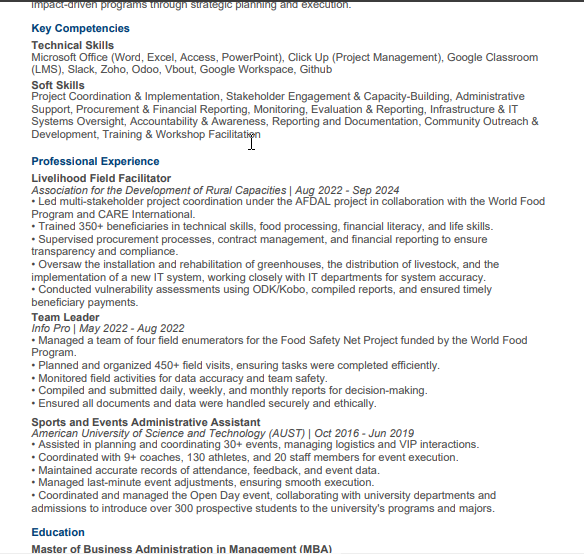 impact-driven programs through strategic planning and execution.
Key Competencies
Technical Skills
Microsoft Office (Word, Excel, Access, PowerPoint), Click Up (Project Management), Google Classroom
(LMS), Slack, Zoho, Odoo, Vbout, Google Workspace, Github
Soft Skills
Project Coordination & Implementation, Stakeholder Engagement & Capacity-Building, Administrative
Support, Procurement & Financial Reporting, Monitoring, Evaluation & Reporting, Infrastructure & IT
Systems Oversight, Accountability & Awareness, Reporting and Documentation, Community Outreach &
Development, Training & Workshop Facilitation
Professional Experience
Livelihood Field Facilitator
Association for the Development of Rural Capacities | Aug 2022 - Sep 2024
• Led multi-stakeholder project coordination under the AFDAL project in collaboration with the World Food
Program and CARE International.
• Trained 350+ beneficiaries in technical skills, food processing, financial literacy, and life skills.
• Supervised procurement processes, contract management, and financial reporting to ensure
transparency and compliance.
• Oversaw the installation and rehabilitation of greenhouses, the distribution of livestock, and the
implementation of a new IT system, working closely with IT departments for system accuracy.
• Conducted vulnerability assessments using ODK/Kobo, compiled reports, and ensured timely
beneficiary payments.
Team Leader
Info Pro | May 2022 - Aug 2022
• Managed a team of four field enumerators for the Food Safety Net Project funded by the World Food
Program.
• Planned and organized 450+ field visits, ensuring tasks were completed efficiently.
• Monitored field activities for data accuracy and team safety.
• Compiled and submitted daily, weekly, and monthly reports for decision-making.
• Ensured all documents and data were handled securely and ethically.
Sports and Events Administrative Assistant
American University of Science and Technology (AUST) | Oct 2016 - Jun 2019
• Assisted in planning and coordinating 30+ events, managing logistics and VIP interactions.
• Coordinated with 9+ coaches, 130 athletes, and 20 staff members for event execution.
• Maintained accurate records of attendance, feedback, and event data.
• Managed last-minute event adjustments, ensuring smooth execution.
• Coordinated and managed the Open Day event, collaborating with university departments and
admissions to introduce over 300 prospective students to the university's programs and majors.
Education
Master of Business Administration in Management (MBA)